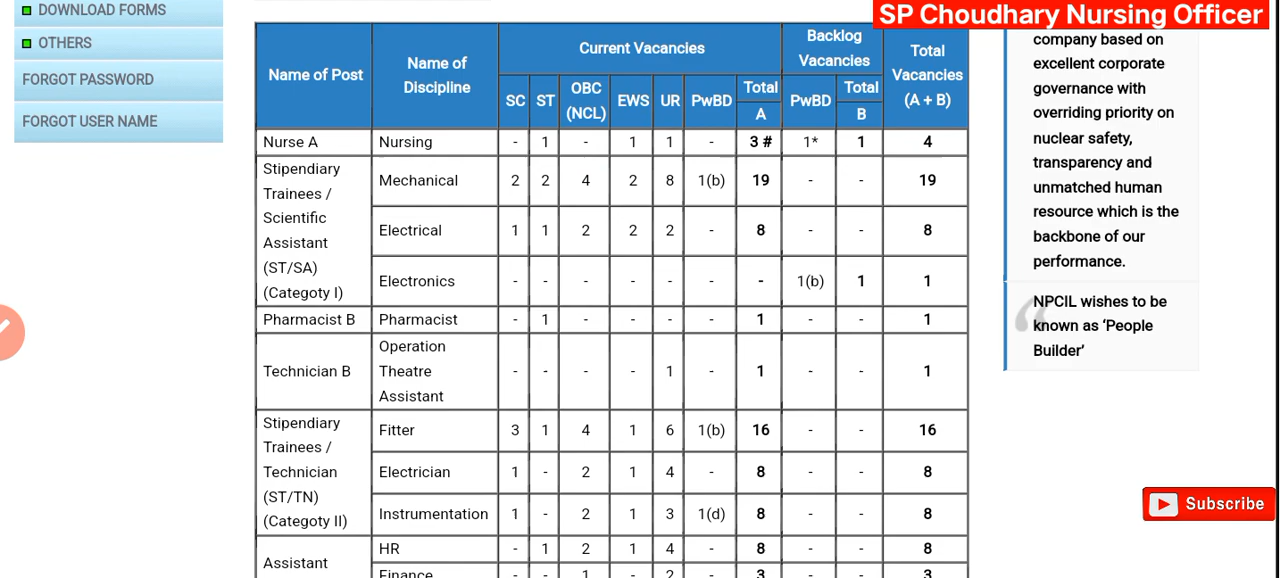 DOWNLOAD FORMS
OTHERS
FORGOT PASSWORD
FORGOT USER NAME
SP Choudhary Nursing Officer
Name of Post
Name of
Discipline
Current Vacancies
Backlog
Vacancies
Total
Vacancies
(A + B)
SC ST OBC (NCL) EWS UR PwBD Total A PwBD Total B
Nurse A Nursing - 1 - 1 1 - 3 # 1* 1 4
Stipendiary
Trainees /
Scientific
Assistant
(ST/SA)
(Categoty I)
Mechanical 2 2 4 2 8 1(b) 19 - - 19
Electrical 1 1 2 2 2 - 8 - - 8
Electronics - - - - - - - 1(b) 1 1
Pharmacist B Pharmacist - 1 - - - - 1 - - 1
Technician B
Operation
Theatre
Assistant
- - - - 1 - 1 - - 1
Stipendiary
Trainees /
Technician
(ST/TN)
(Categoty II)
Fitter 3 1 4 1 6 1(b) 16 - - 16
Electrician 1 - 2 1 4 - 8 - - 8
Instrumentation 1 - 2 1 3 1(d) 8 - - 8
Assistant
HR - 1 2 1 4 - 8 - - 8
Finance - - 1 - 2 - 3 - - 3
company based on
excellent corporate
governance with
overriding priority on
nuclear safety,
transparency and
unmatched human
resource which is the
backbone of our
performance.
NPCIL wishes to be
known as ‘People
Builder’
Subscribe